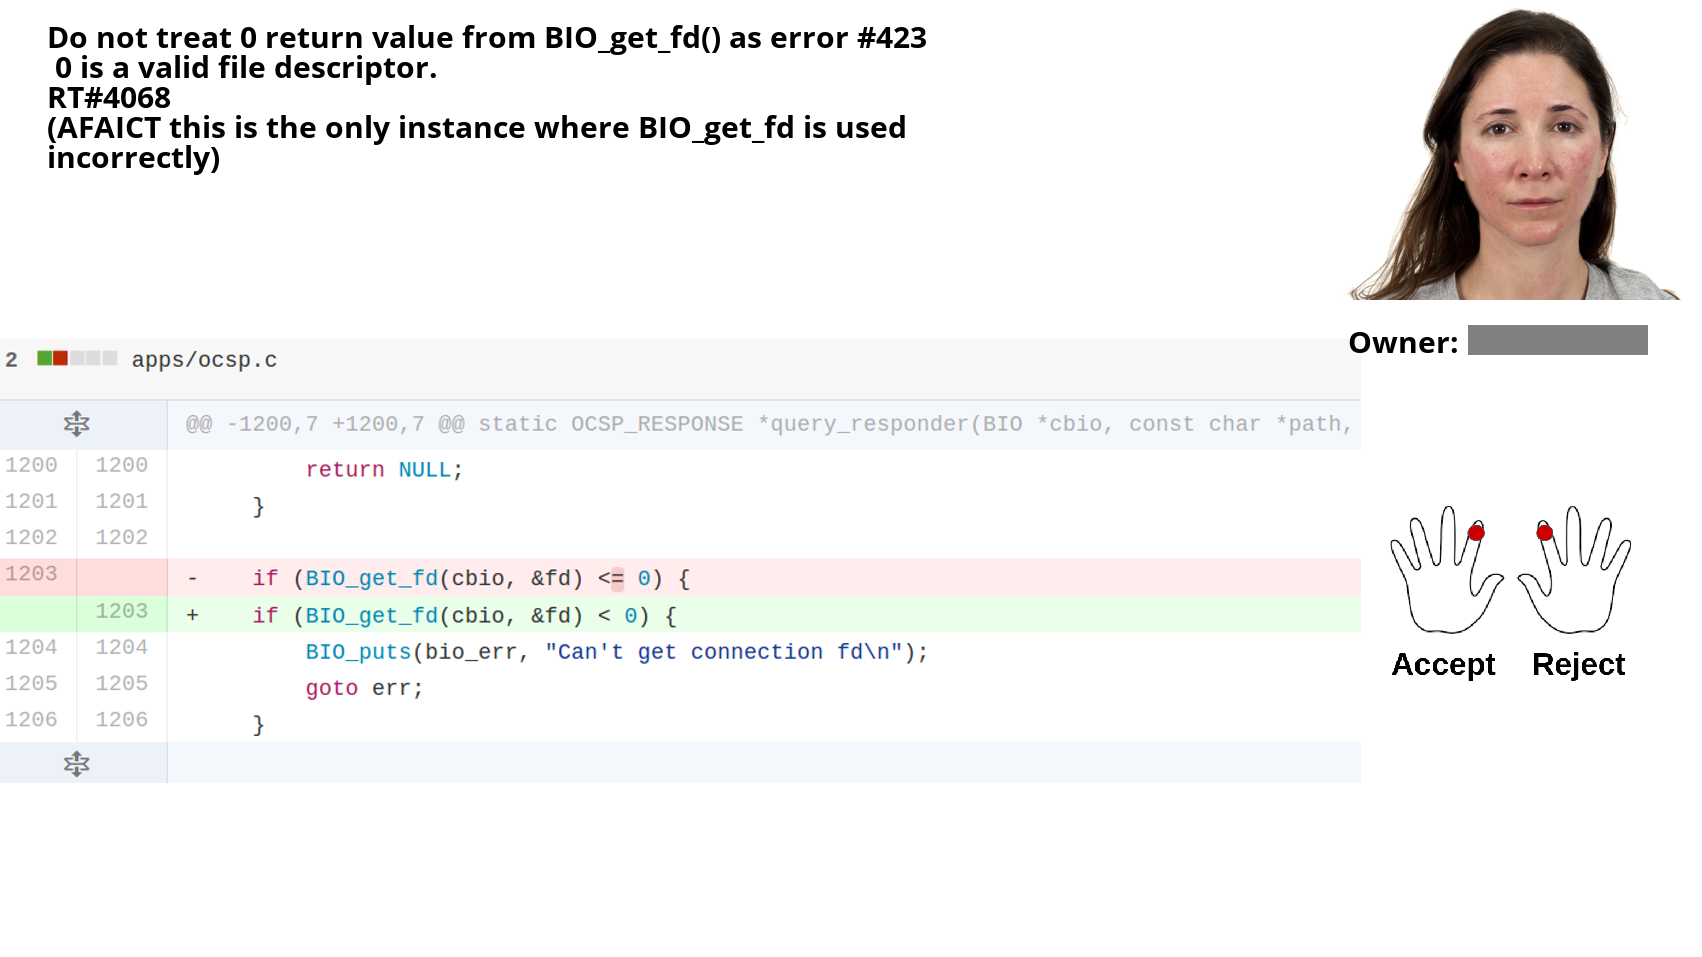 Do not treat 0 return value from BIO_get_fd() as error #423
0 is a valid file descriptor.
RT#4068
(AFAICT this is the only instance where BIO_get_fd is used
incorrectly)
Owner:
2 apps/ocsp.c
@@ -1200,7 +1200,7 @@ static OCSP_RESPONSE *query_responder(BIO *cbio, const char *path,
1200 1200 return NULL;
1201 1201 }
1202 1202
1203 - if (BIO_get_fd(cbio, &fd) <= 0) {
1203 + if (BIO_get_fd(cbio, &fd) < 0) {
1204 1204 BIO_puts(bio_err, "Can't get connection fd\n");
1205 1205 goto err;
1206 1206 }
Accept Reject